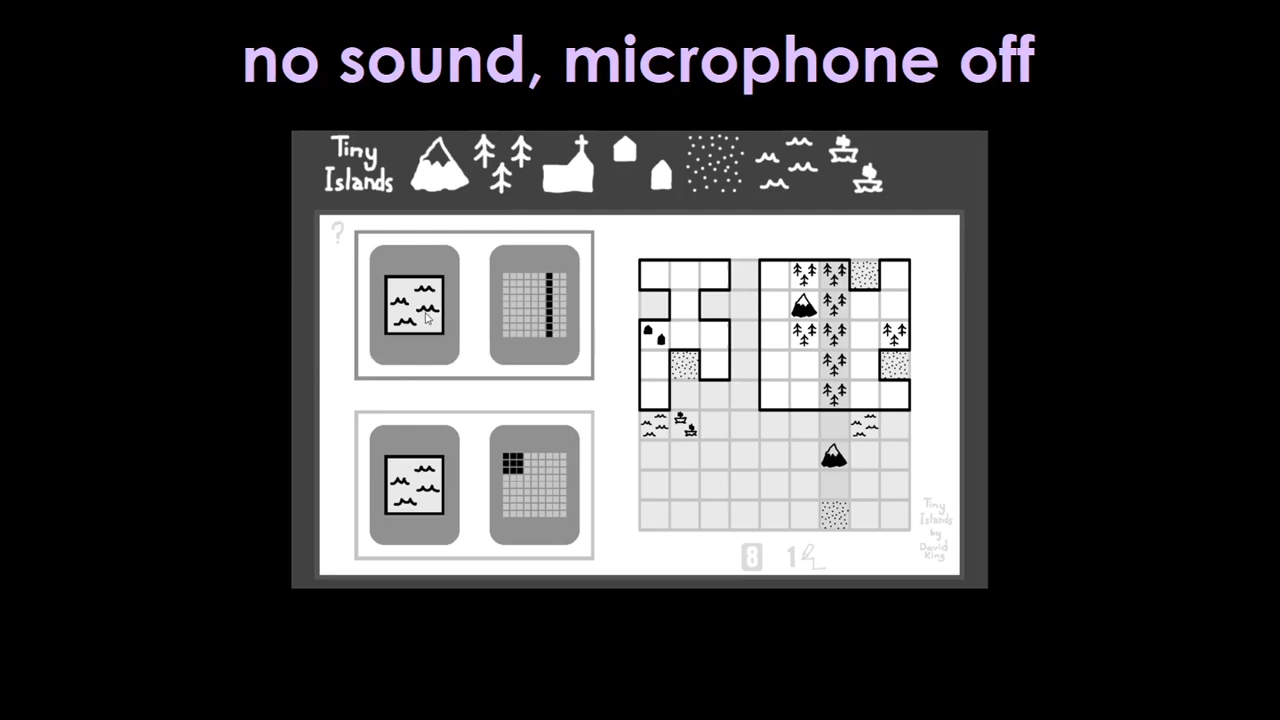 no sound, microphone off
Tiny
Islands
?
8 1
Tiny
Islands
by
David
King